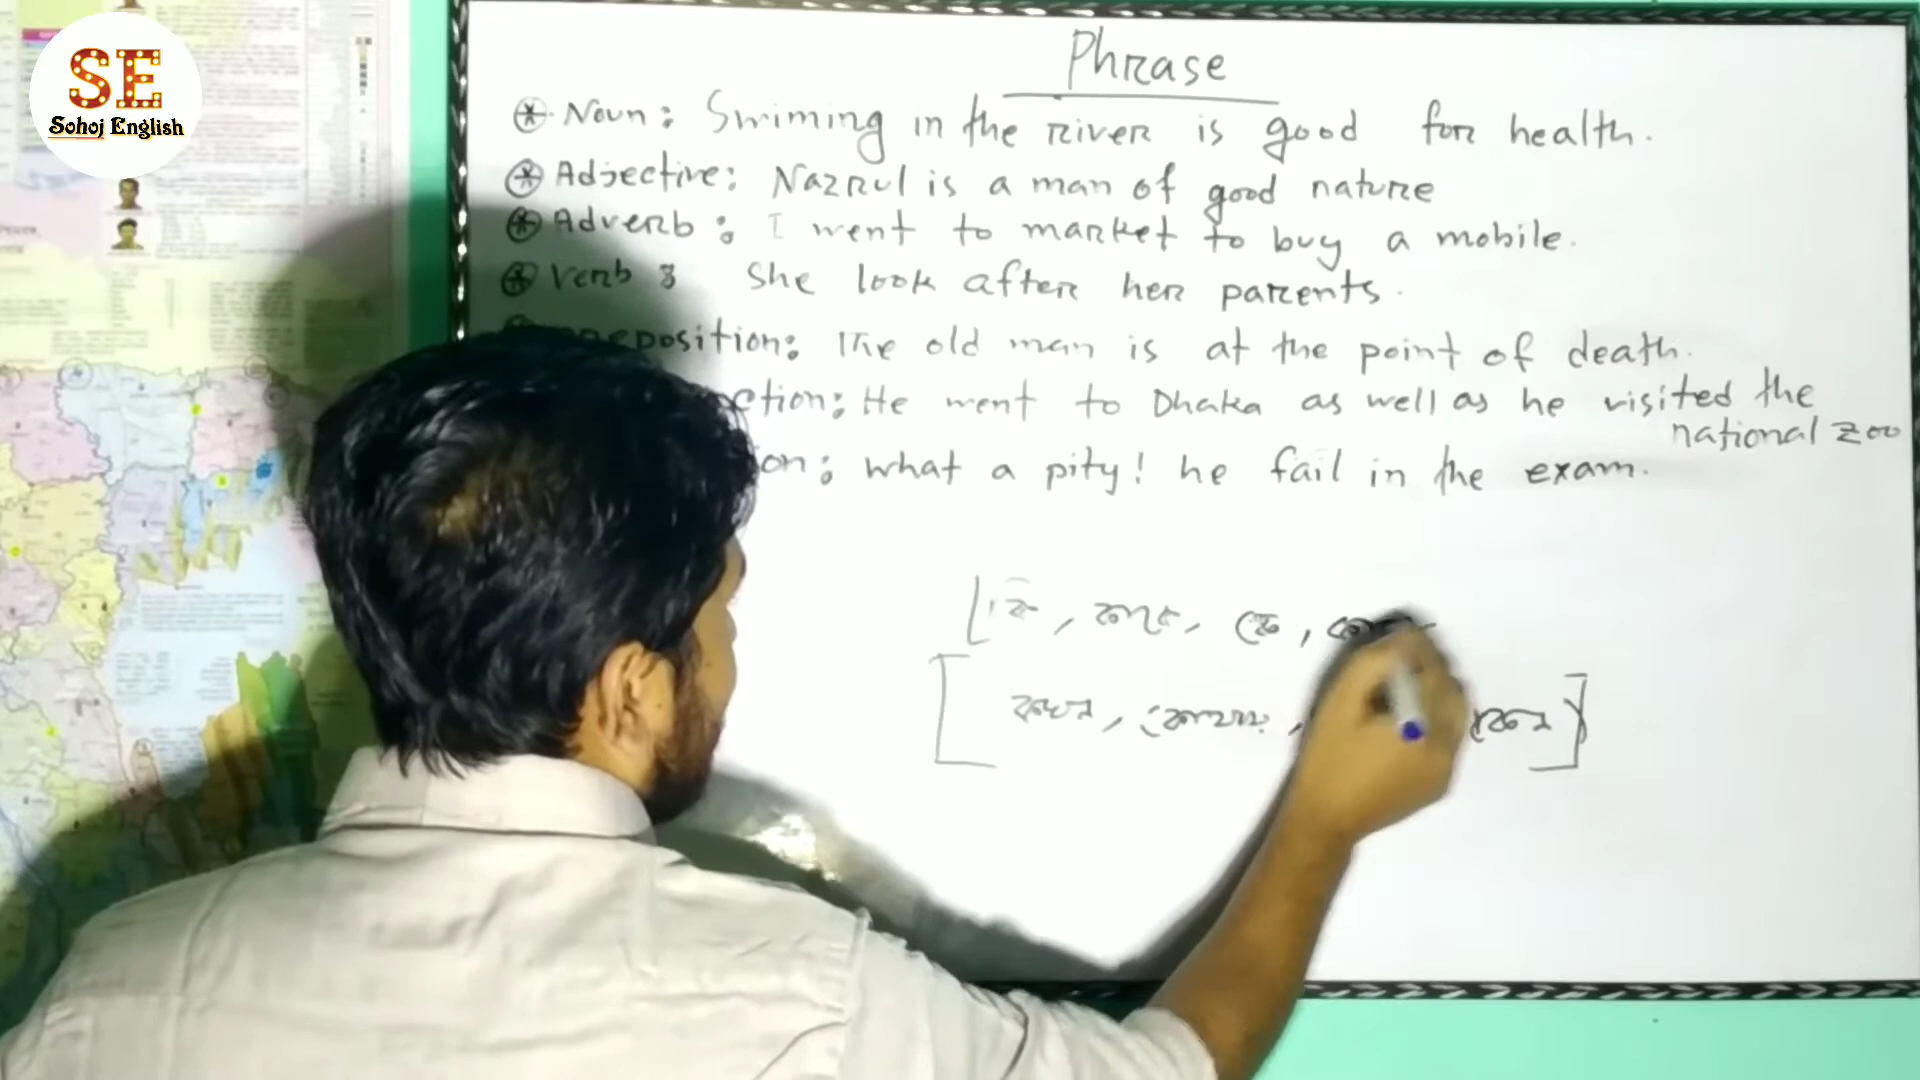 SE
Sohoj English
Phrase
Noun: Swiming in the river is good for health.
Adjective: Nazrul is a man of good nature
Adverb: I went to market to buy a mobile.
Verb: She look after her parents.
position: The old man is at the point of death.
ction: He went to Dhaka as well as he visited the
national zoo
ion: what a pity! he fail in the exam.
কি, কাকে, কে,
কখন, কোথায়,